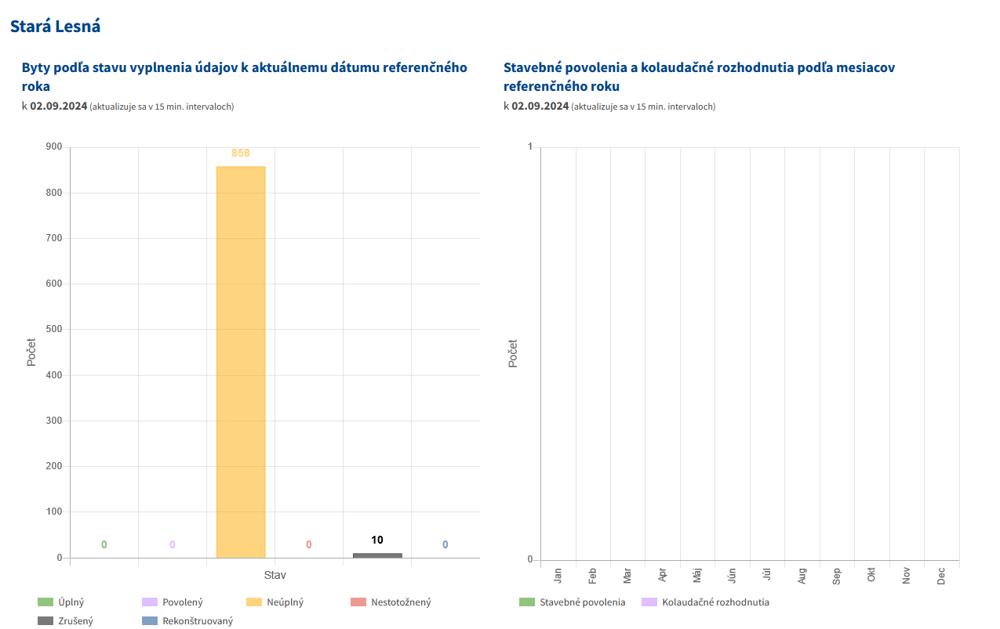 Stará Lesná
Byty podľa stavu vyplnenia údajov k aktuálnemu dátumu referenčného
roka
k 02.09.2024 (aktualizuje sa v 15 min. intervaloch)
900
800
700
600
500
400
300
200
100
0
Počet
0
0
858
0
10
0
Stav
Úplný
Povolený
Neúplný
Nestotožnený
Zrušený
Rekonštruovaný
Stavebné povolenia a kolaudačné rozhodnutia podľa mesiacov
referenčného roku
k 02.09.2024 (aktualizuje sa v 15 min. intervaloch)
1
0
Počet
Jan
Feb
Mar
Apr
Máj
Jún
Júl
Aug
Sep
Okt
Nov
Dec
Stavebné povolenia
Kolaudačné rozhodnutia